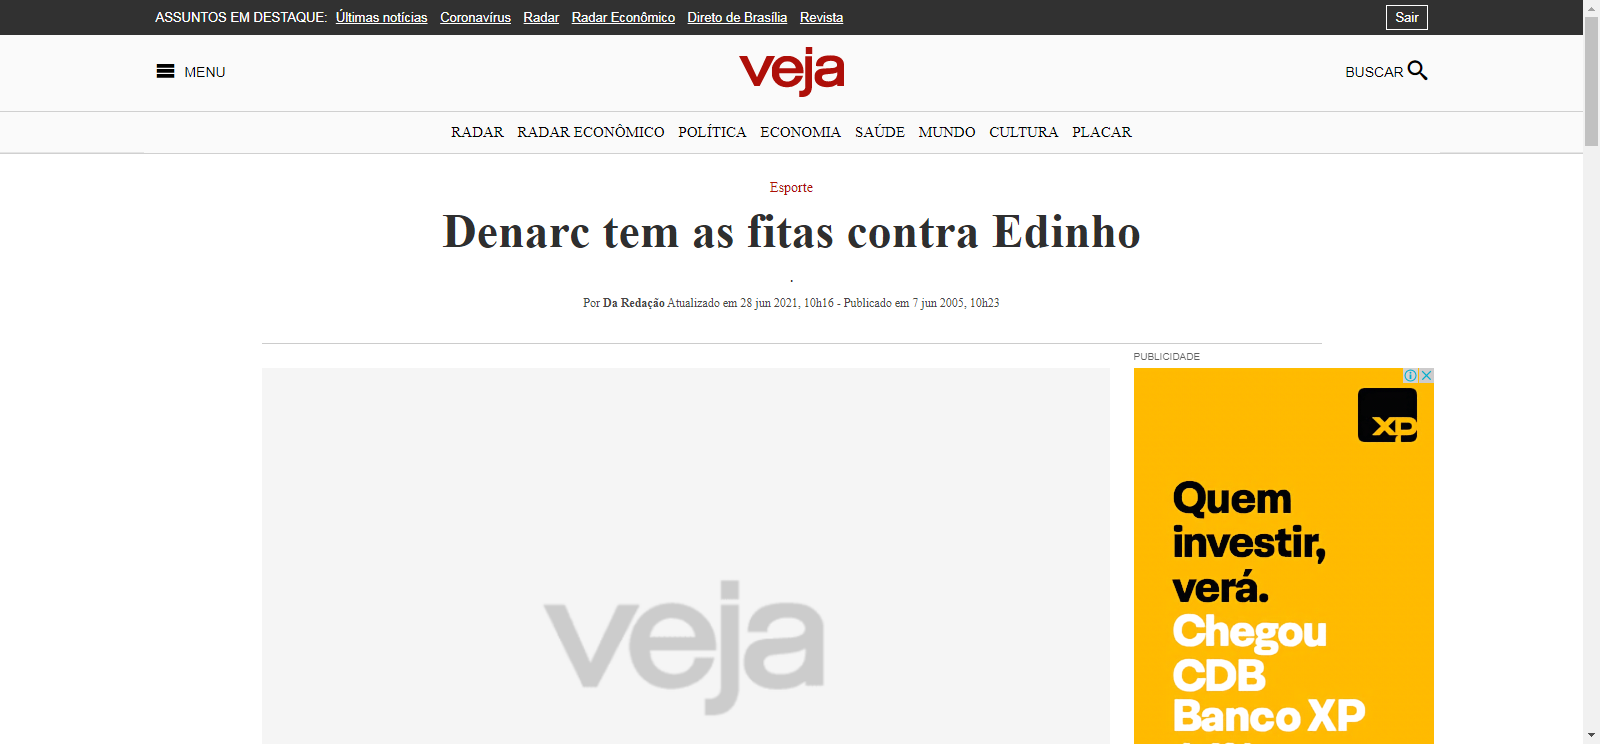 ASSUNTOS EM DESTAQUE: Últimas notícias Coronavírus Radar Radar Econômico Direto de Brasília Revista Sair
MENU
veja
BUSCAR
RADAR RADAR ECONÔMICO POLÍTICA ECONOMIA SAÚDE MUNDO CULTURA PLACAR
Esporte
Denarc tem as fitas contra Edinho
.
Por Da Redação Atualizado em 28 jun 2021, 10h16 - Publicado em 7 jun 2005, 10h23
veja
PUBLICIDADE
XP
Quem
investir,
verá.
Chegou
CDB
Banco XP